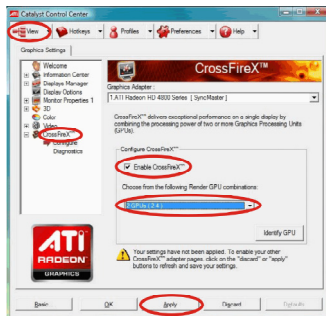 Catalyst Control Center
View
Hotkeys
Profiles
Preferences
Help
Graphics Settings
Welcome
Information Center
Displays Manager
Display Options
Monitor Properties 1
3D
Color
Video
CrossFireX™
Configure
Diagnostics
CrossFireX™
Graphics Adapter :
1.ATI Radeon HD 4800 Series [ SyncMaster ]
CrossFireX™ delivers exceptional performance on a single display by
combining the processing power of two or more Graphics Processing Units
(GPUs).
Configure CrossFireX™
Enable CrossFireX™
Choose from the following Render GPU combinations:
Identify GPU
Your settings have not been applied. To enable your other
CrossFireX™ adapter pages, click on the "discard" or "apply"
buttons to refresh and save your settings.
ATI
RADEON
GRAPHICS
Basic
OK
Apply
Discard
Defaults